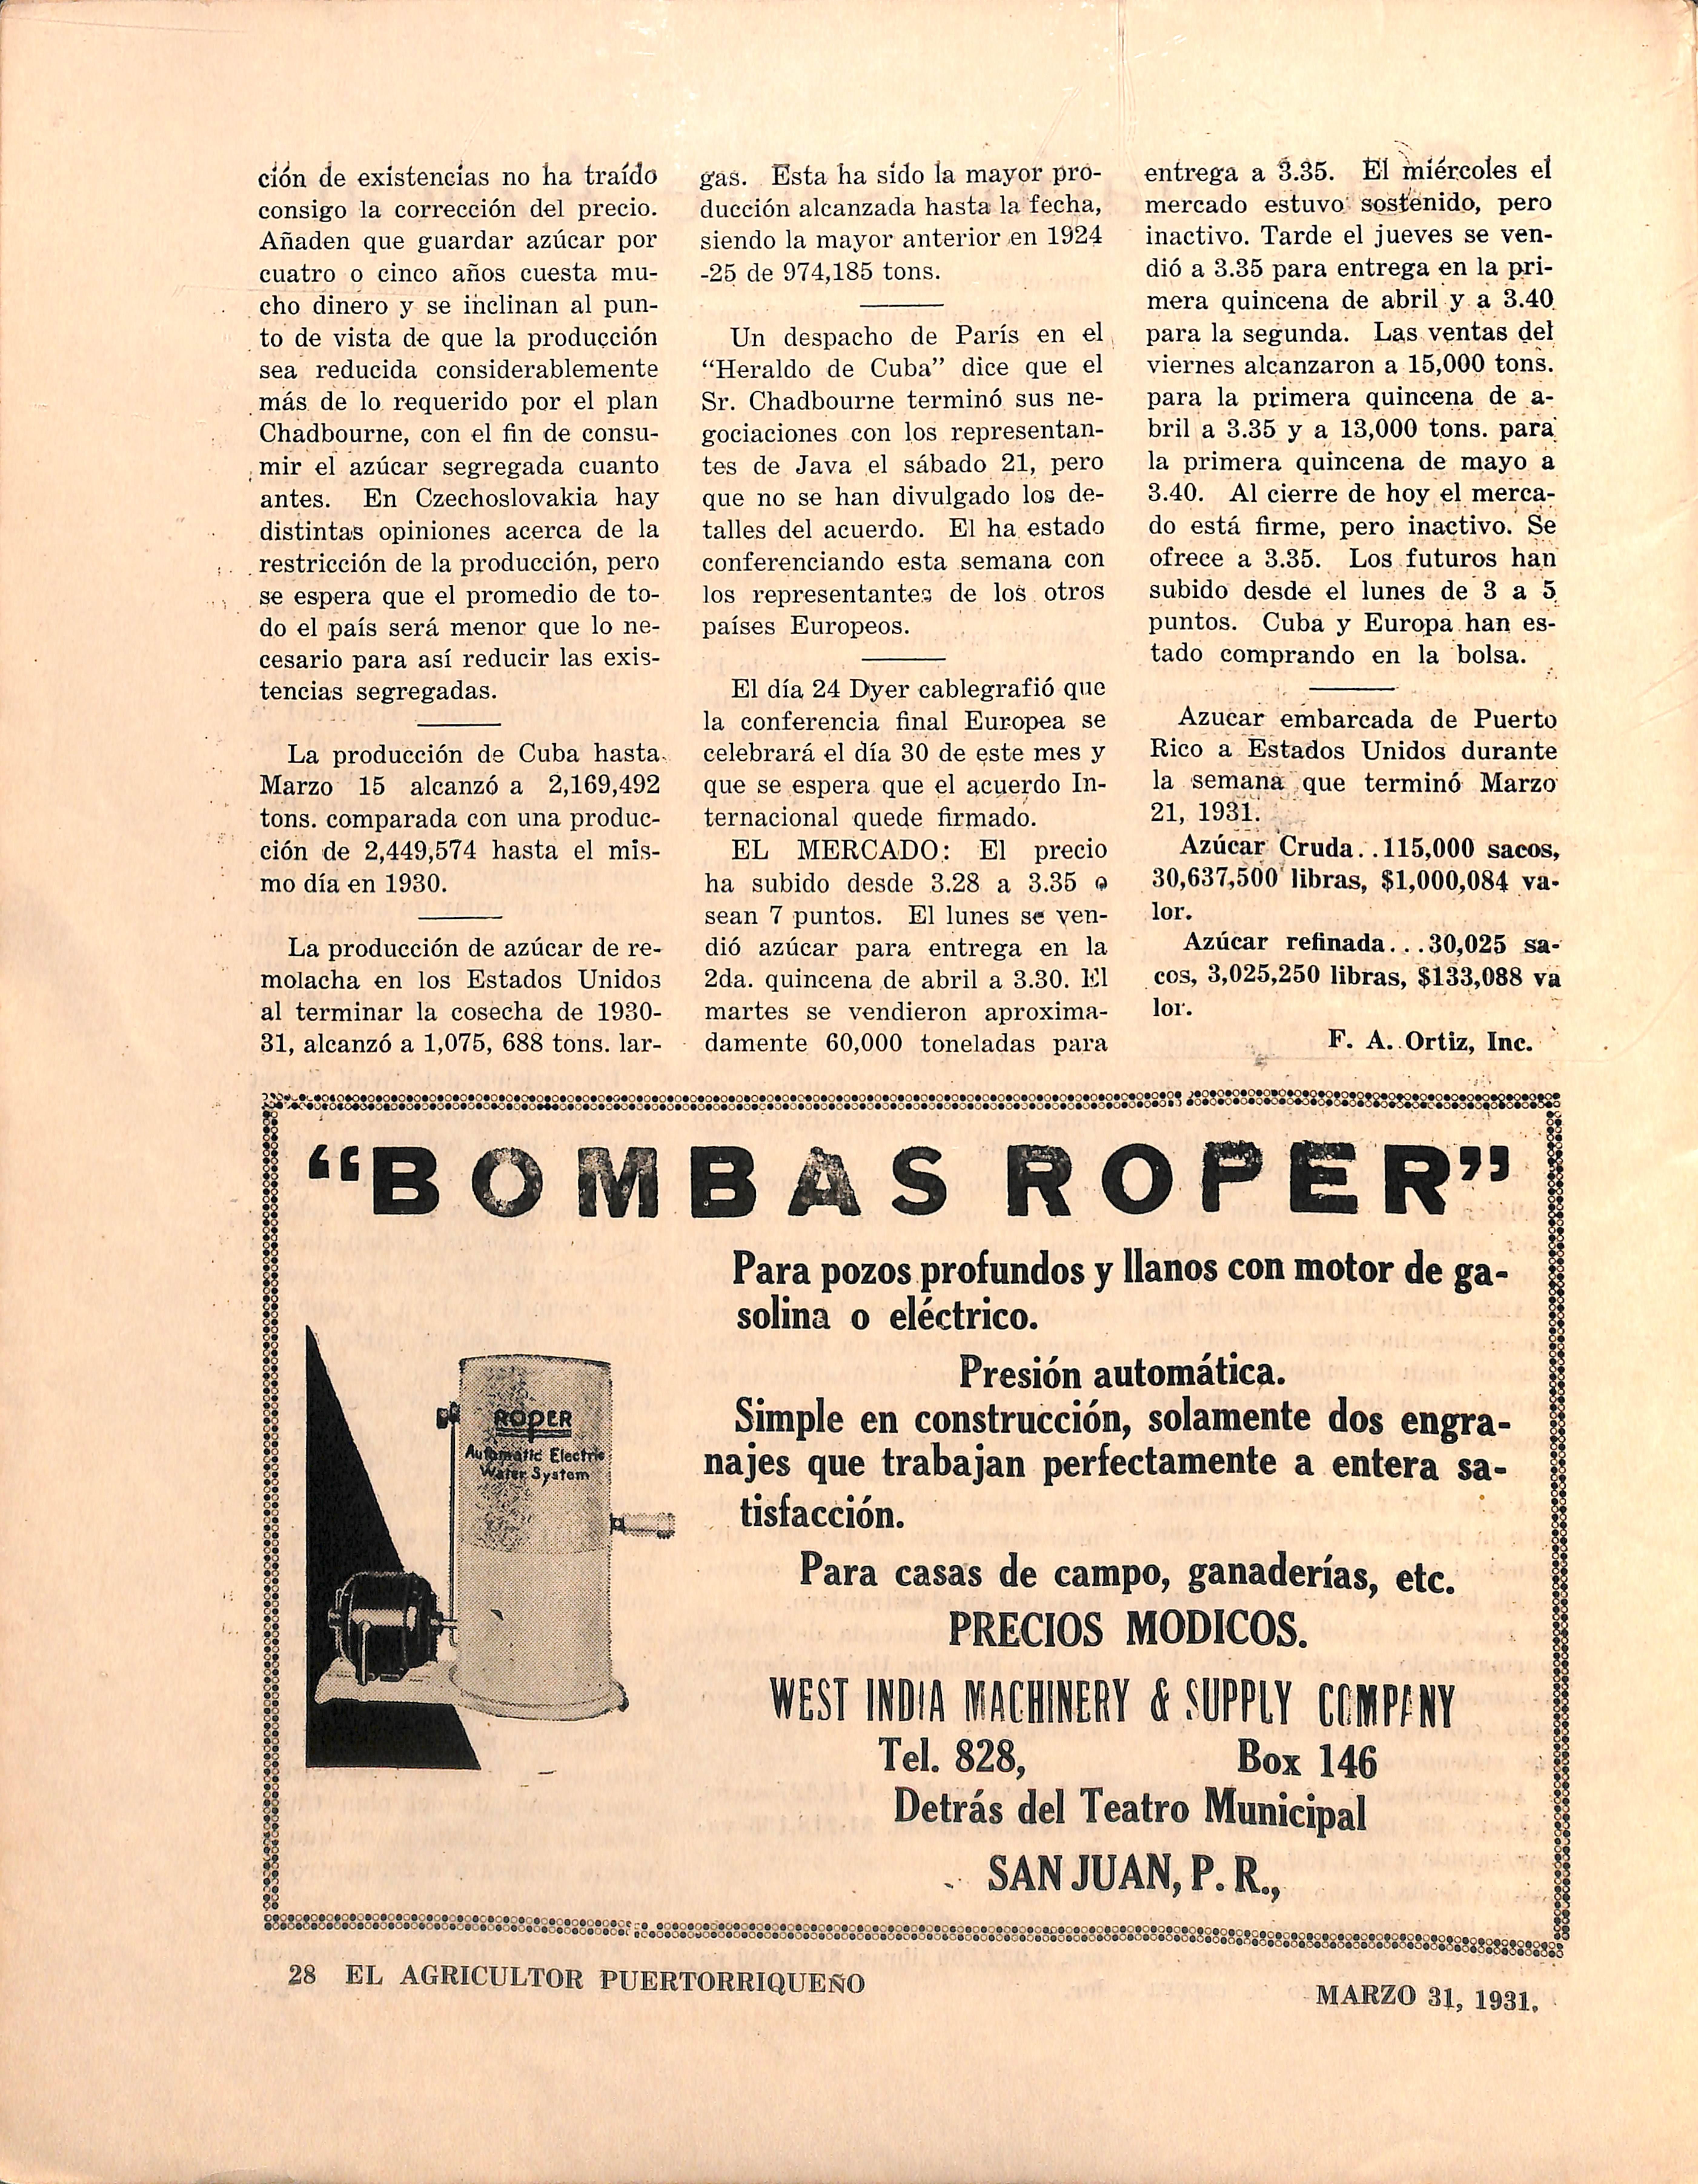 ción de existencias no ha traído
consigo la corrección del precio.
Añaden que guardar azúcar por
cuatro o cinco años cuesta mu-
cho dinero y se inclinan al pun-
to de vista de que la producción
sea reducida considerablemente
más de lo requerido por el plan
Chadbourne, con el fin de consu-
mir el azúcar segregada cuanto
antes. En Czechoslovakia hay
distintas opiniones acerca de la
restricción de la producción, pero
se espera que el promedio de to-
do el país será menor que lo ne-
cesario para así reducir las exis-
tencias segregadas.
La producción de Cuba hasta
Marzo 15 alcanzó a 2,169,492
tons. comparada con una produc-
ción de 2,449,574 hasta el mis-
mo día en 1930.
La producción de azúcar de re-
molacha en los Estados Unidos
al terminar la cosecha de 1930-
31, alcanzó a 1,075, 688 tons. lar-
gas. Esta ha sido la mayor pro-
ducción alcanzada hasta la fecha,
siendo la mayor anterior en 1924
-25 de 974,185 tons.
Un despacho de París en el
“Heraldo de Cuba” dice que el
Sr. Chadbourne terminó sus ne-
gociaciones con los representan-
tes de Java el sábado 21, pero
que no se han divulgado los de-
talles del acuerdo. El ha estado
conferenciando esta semana con
los representantes de los otros
países Europeos.
El día 24 Dyer cablegrafió que
la conferencia final Europea se
celebrará el día 30 de este mes y
que se espera que el acuerdo In-
ternacional quede firmado.
EL MERCADO: El precio
ha subido desde 3.28 a 3.35 o
sean 7 puntos. El lunes se ven-
dió azúcar para entrega en la
2da. quincena de abril a 3.30. El
martes se vendieron aproxima-
damente 60,000 toneladas para
entrega a 3.35. El miércoles el
mercado estuvo sostenido, pero
inactivo. Tarde el jueves se ven-
dió a 3.35 para entrega en la pri-
mera quincena de abril y a 3.40
para la segunda. Las ventas del
viernes alcanzaron a 15,000 tons.
para la primera quincena de a-
bril a 3.35 y a 13,000 tons. para
la primera quincena de mayo a
3.40. Al cierre de hoy el merca-
do está firme, pero inactivo. Se
ofrece a 3.35. Los futuros han
subido desde el lunes de 3 a 5
puntos. Cuba y Europa han es-
tado comprando en la bolsa.
Azucar embarcada de Puerto
Rico a Estados Unidos durante
la semana que terminó Marzo
21, 1931.
Azúcar Cruda. .115,000 sacos,
30,637,500 libras, $1,000,084 va-
lor.
Azúcar refinada. . .30,025 sa-
cos, 3,025,250 libras, $133,088 va
lor.
F. A. Ortiz, Inc.
“BOMBAS ROPER”
Para pozos profundos y llanos con motor de ga-
solina o eléctrico.
Presión automática.
Simple en construcción, solamente dos engra-
najes que trabajan perfectamente a entera sa-
tisfacción.
Para casas de campo, ganaderías, etc.
PRECIOS MODICOS.
ROPER
Automatic Electric
Water System
WEST INDIA MACHINERY & SUPPLY COMPANY
Tel. 828, Box 146
Detrás del Teatro Municipal
SAN JUAN, P. R.,
28 EL AGRICULTOR PUERTORRIQUEÑO
MARZO 31, 1931.